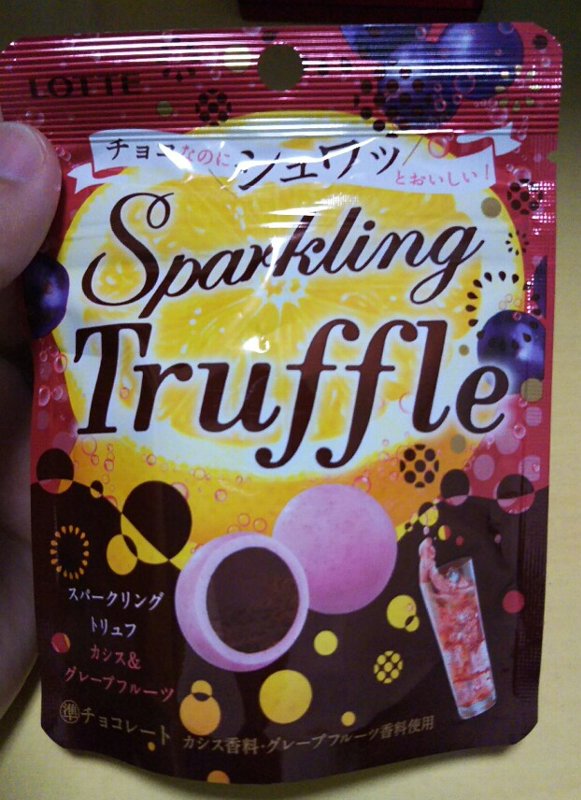 LOTTE
チョコなのにシュワッとおいしい!
Sparkling
Truffle
スパークリング
トリュフ
カシス&
グレープフルーツ
準チョコレート カシス香料・グレープフルーツ香料使用